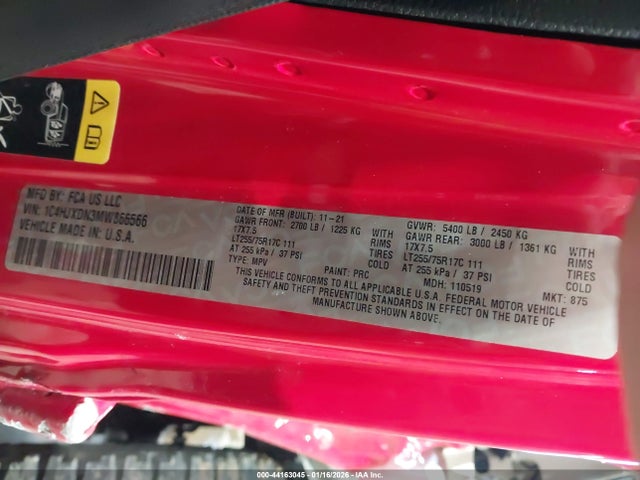 MFD BY: FCA US LLC
VIN: 1C4HJXDN3MW866566
VEHICLE MADE IN: U.S.A.
DATE OF MFR (BUILT): 11-21
GAWR FRONT: 2700 LB / 1225 KG WITH
17X7.5 RIMS
LT255/75R17C 111 TIRES
AT 255 kPa / 37 PSI COLD
TYPE: MPV
GVWR: 5400 LB / 2450 KG
GAWR REAR: 3000 LB / 1361 KG WITH
17X7.5 RIMS
LT255/75R17C 111 TIRES
AT 255 kPa / 37 PSI COLD
PAINT: PRC MDH: 110519 MKT: 875
THIS VEHICLE CONFORMS TO ALL APPLICABLE U.S.A. FEDERAL MOTOR VEHICLE
SAFETY AND THEFT PREVENTION STANDARDS IN EFFECT ON THE DATE OF
MANUFACTURE SHOWN ABOVE.
000-44163045 - 01/16/2026 - IAA Inc.